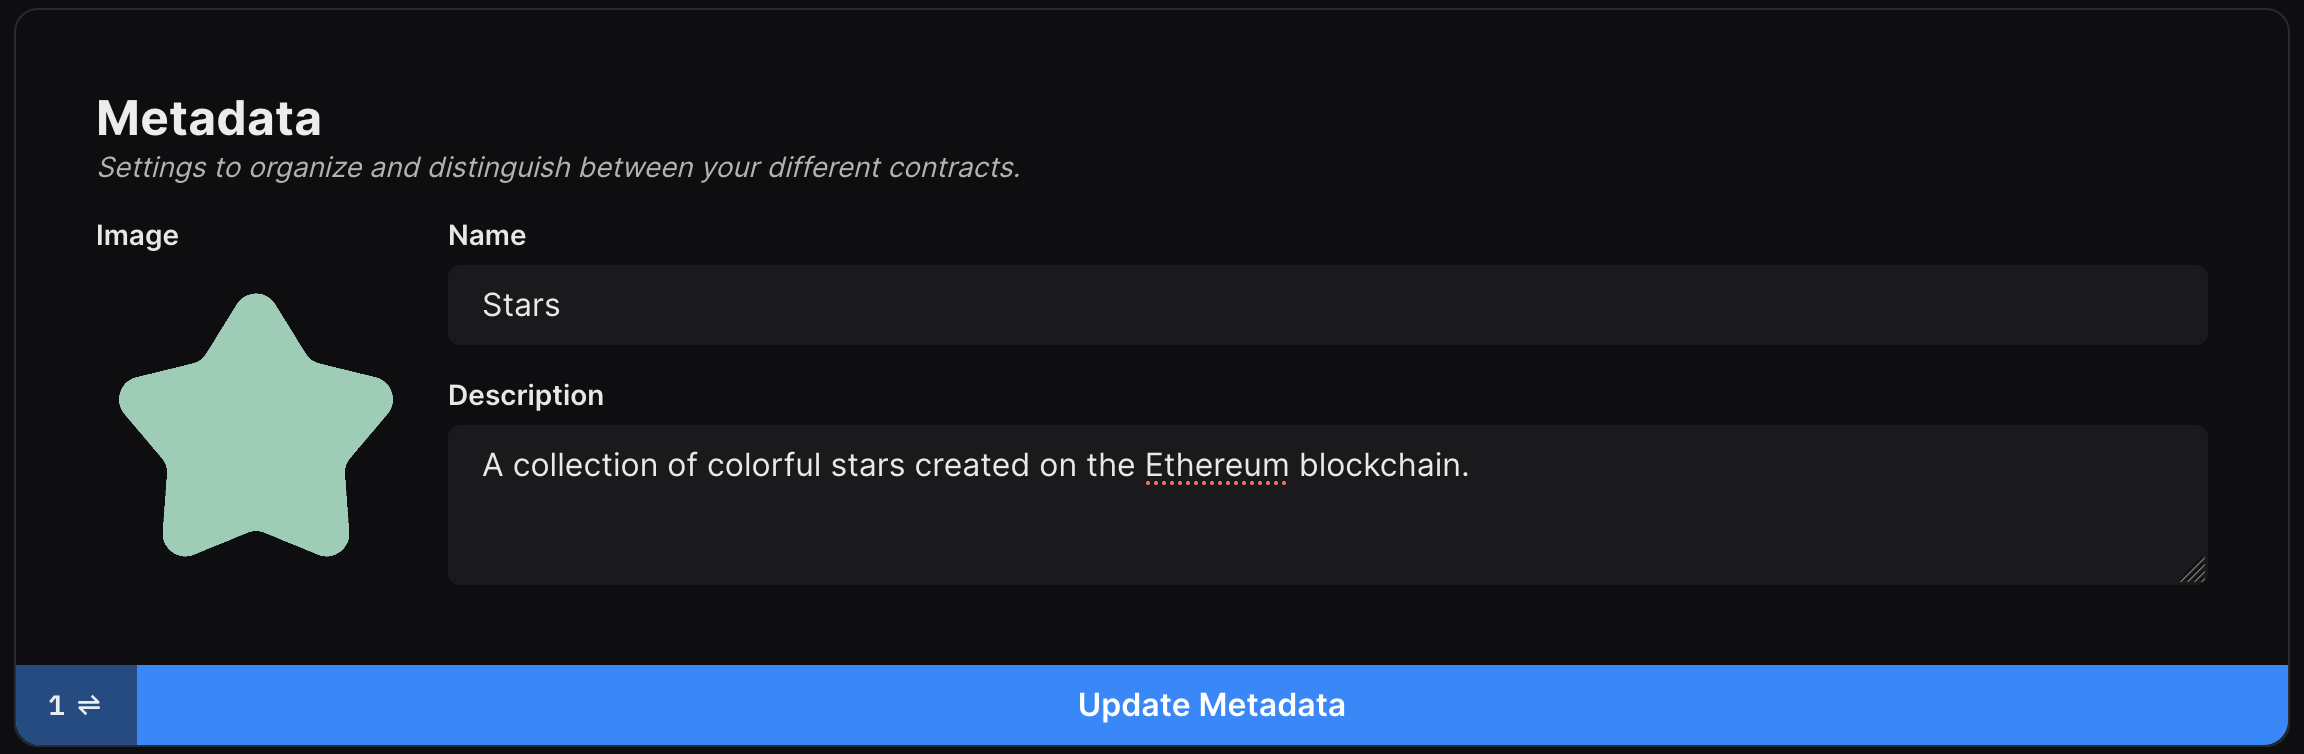 Metadata
Settings to organize and distinguish between your different contracts.
Image
Name
Stars
Description
A collection of colorful stars created on the Ethereum blockchain.
1 ⇌
Update Metadata